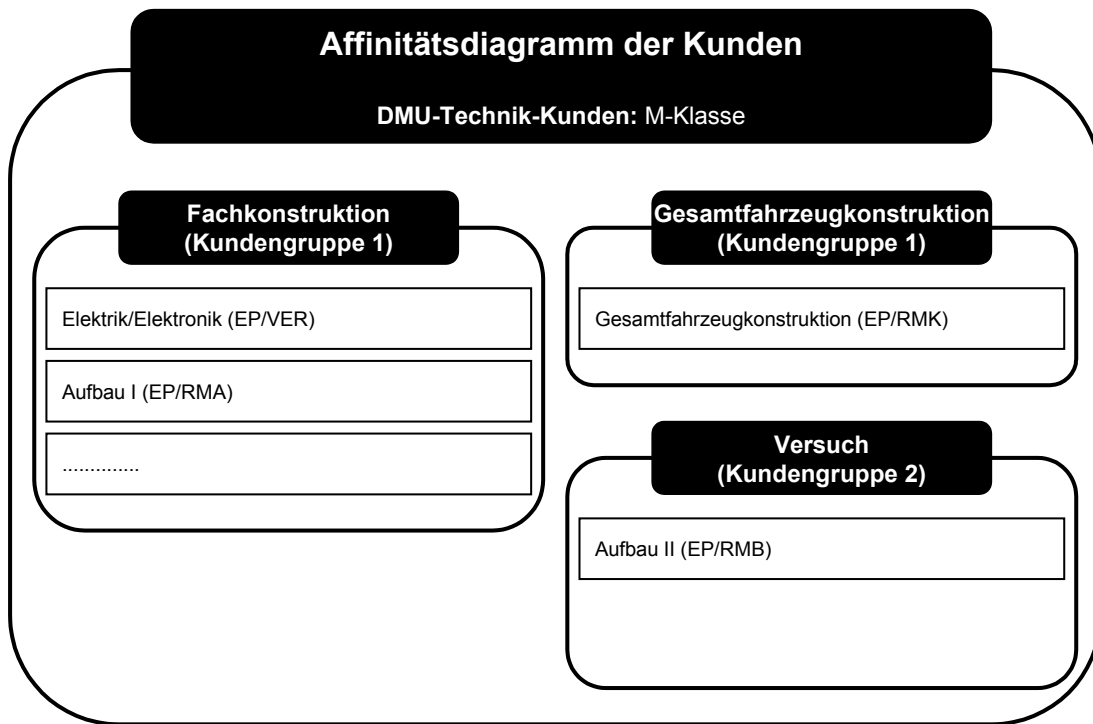 Affinitätsdiagramm der Kunden
DMU-Technik-Kunden: M-Klasse
Fachkonstruktion
(Kundengruppe 1)
Elektrik/Elektronik (EP/VER)
Aufbau I (EP/RMA)
..............
Gesamtfahrzeugkonstruktion
(Kundengruppe 1)
Gesamtfahrzeugkonstruktion (EP/RMK)
Versuch
(Kundengruppe 2)
Aufbau II (EP/RMB)